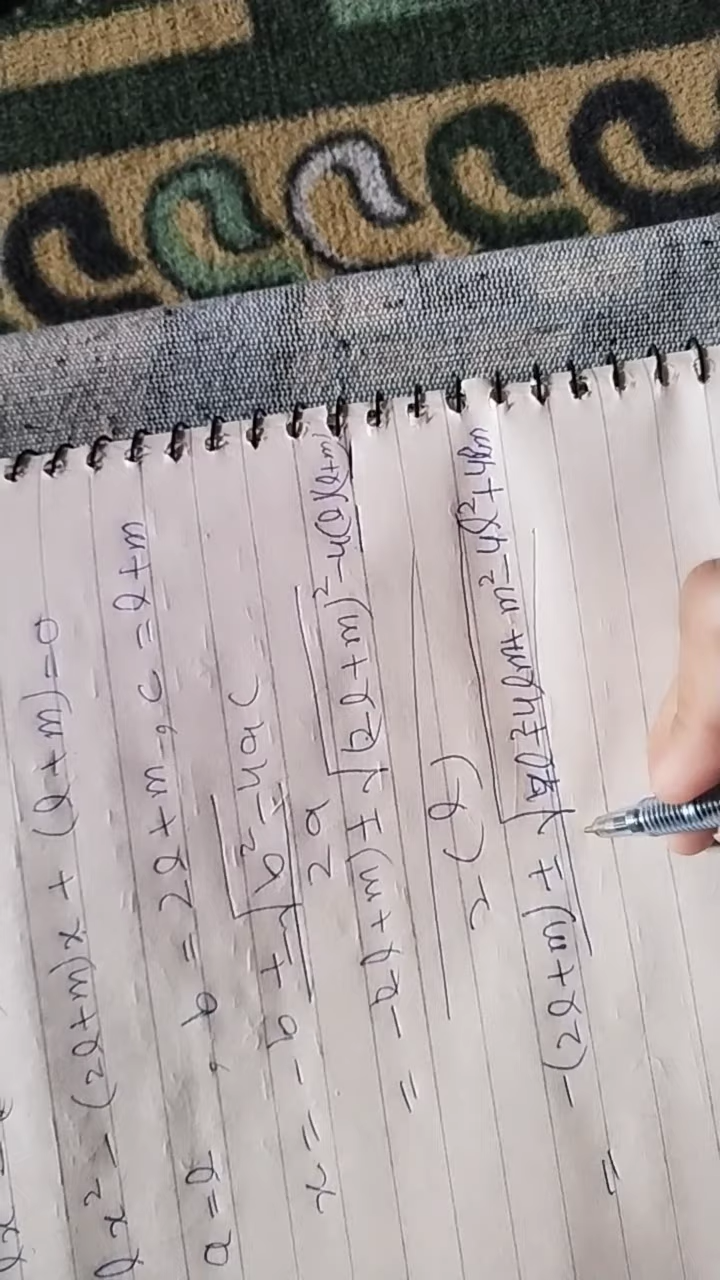 lx² - (2l+m)x + (l+m)=0
a = l , b = 2l+m , c = l+m
x = -b ± √b²-4ac
2a
= -2l+m) ± √(2l+m)²-4(l)(l+m)
2(l)
= -(2l+m) ± √4l²+4lm+m²-4l²+4lm